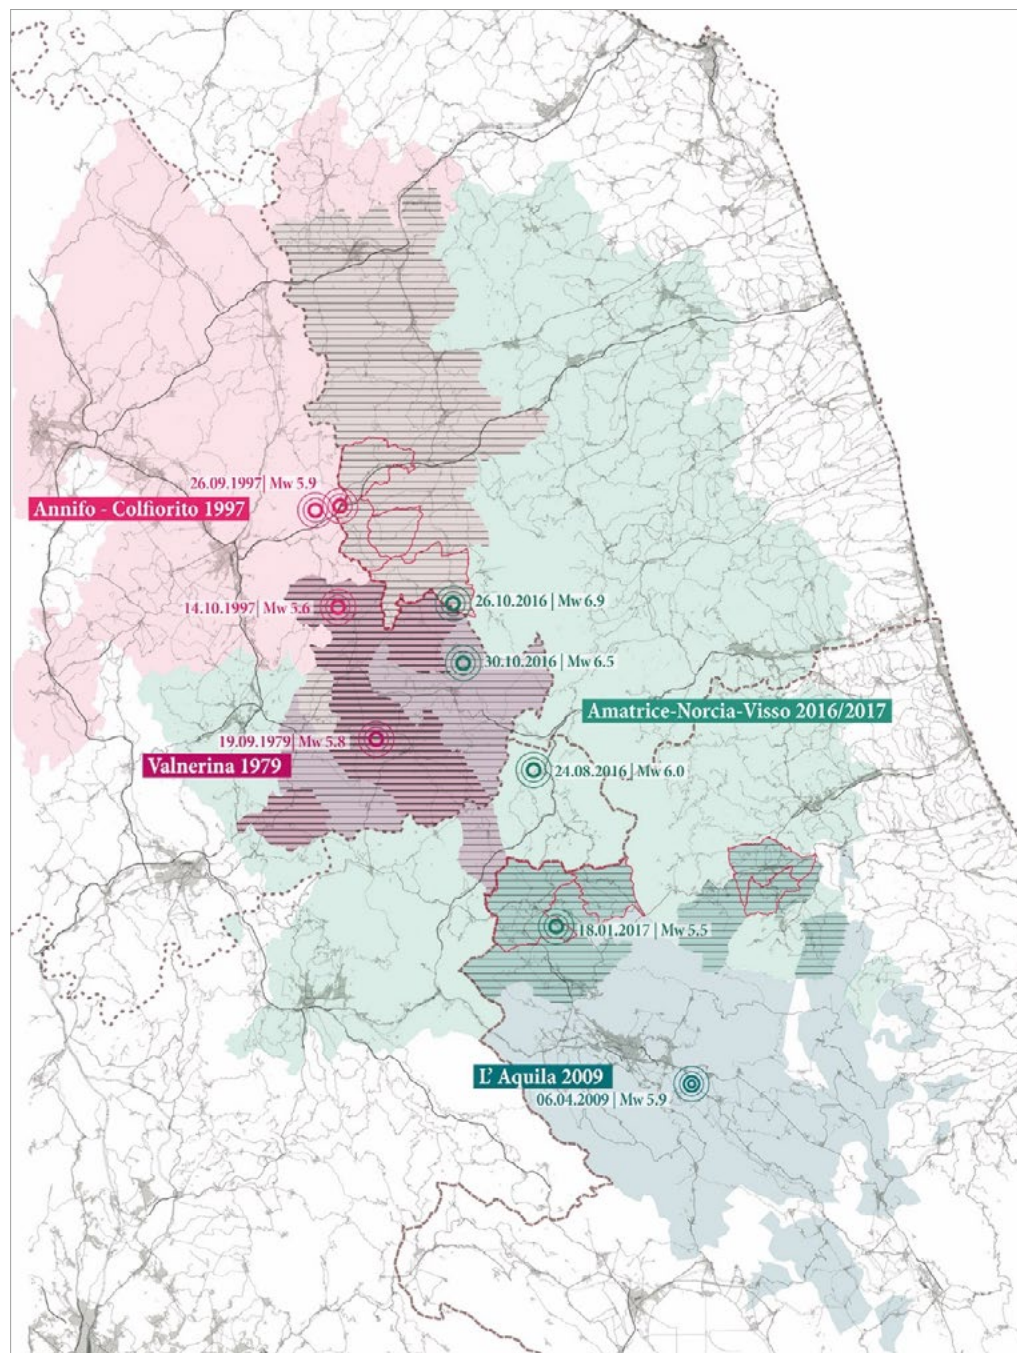 26.09.1997| Mw 5.9
Annifo - Colfiorito 1997
14.10.1997| Mw 5.6
26.10.2016 | Mw 6.9
30.10.2016 | Mw 6.5
Amatrice-Norcia-Visso 2016/2017
19.09.1979| Mw 5.8
Valnerina 1979
24.08.2016 | Mw 6.0
18.01.2017 | Mw 5.5
L' Aquila 2009
06.04.2009 | Mw 5.9